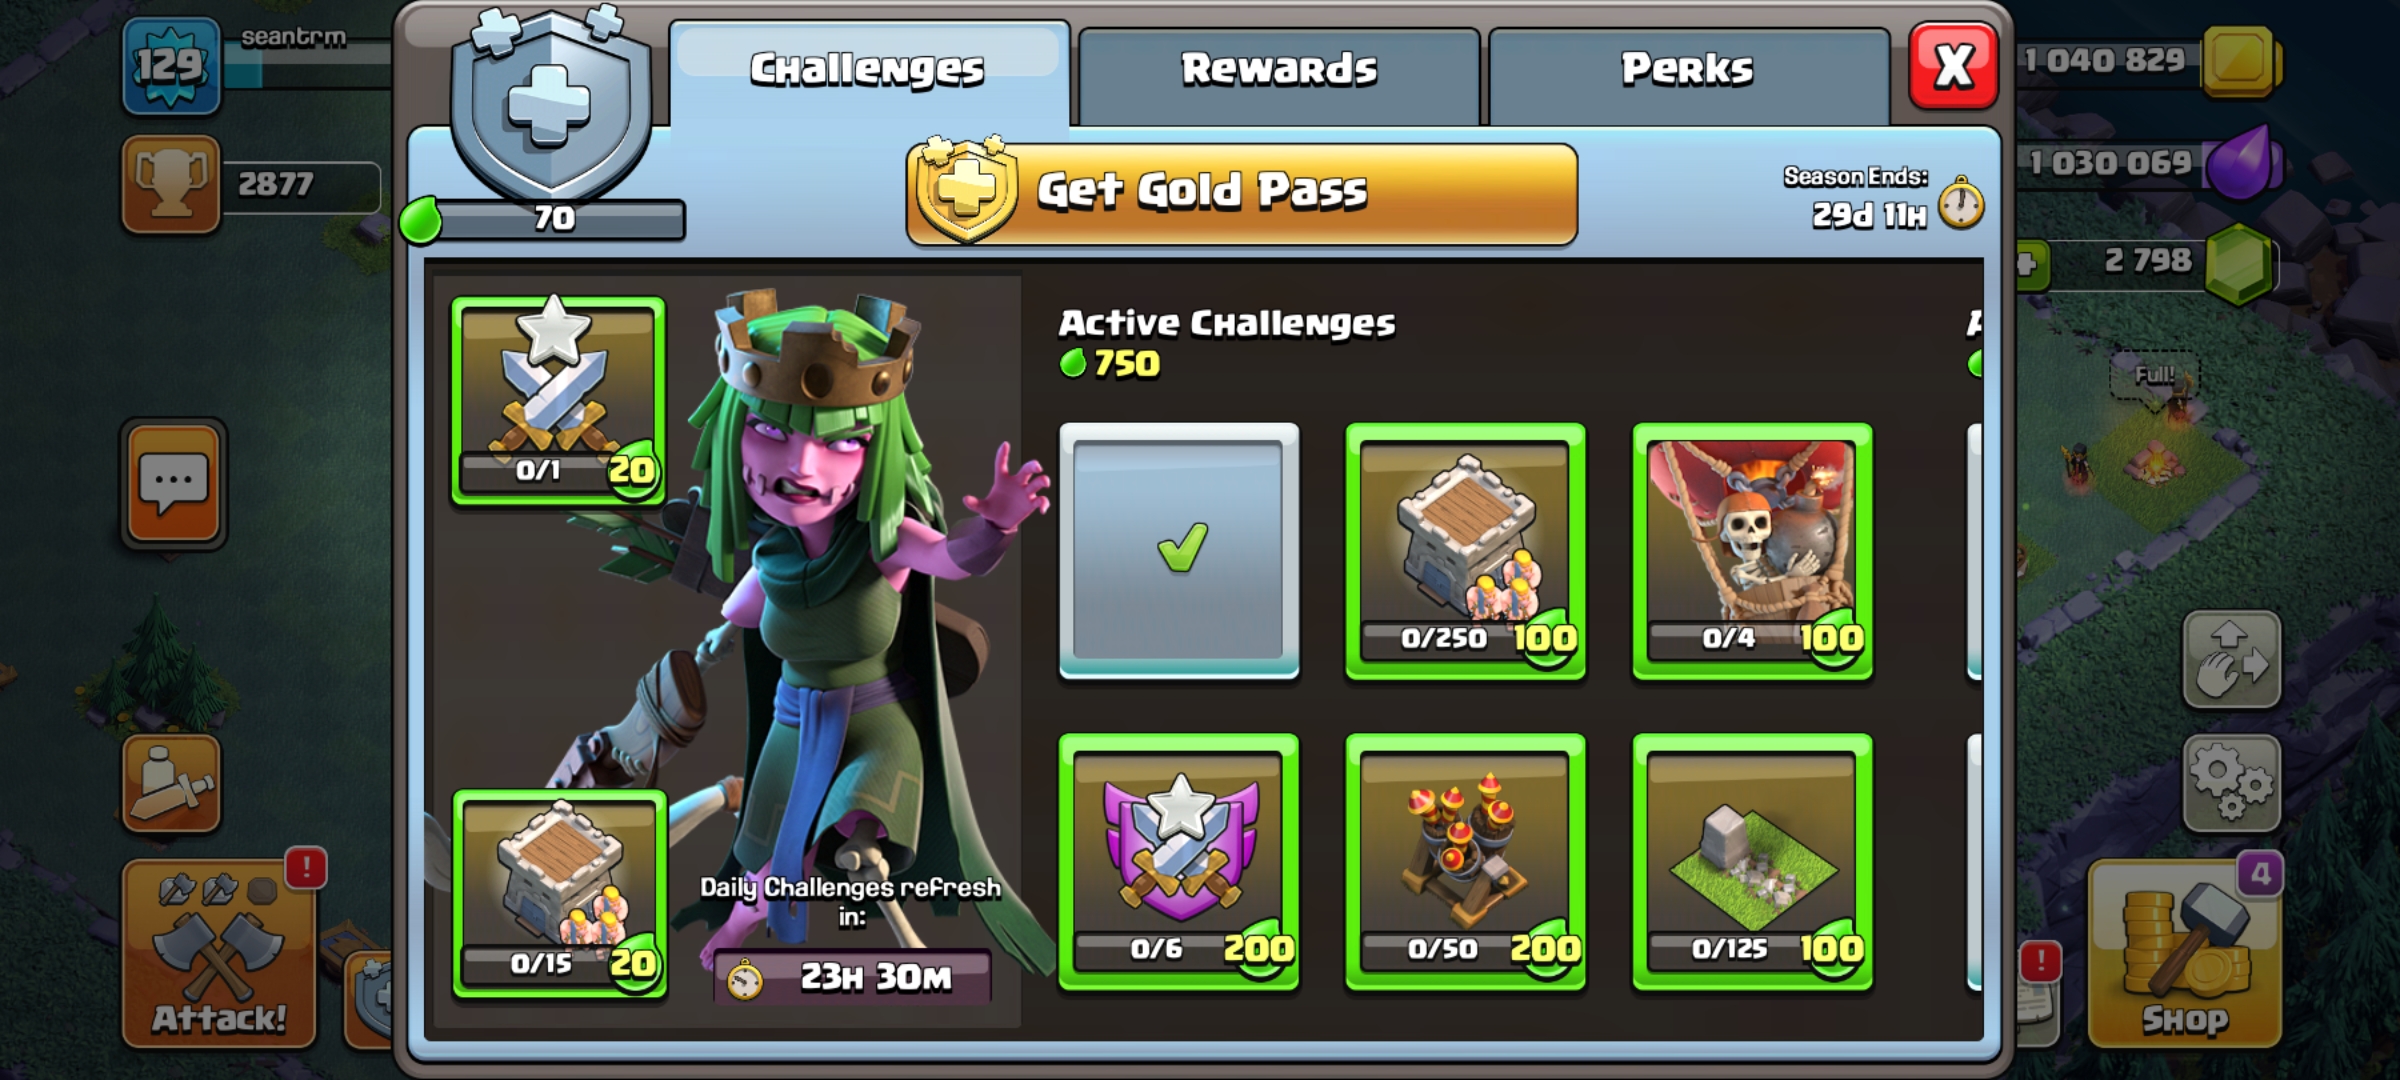 129
seantrm
2877
Challenges
Rewards
Perks
X
1 040 829
1 030 069
2 798
70
Get Gold Pass
Season Ends:
29d 11H
Active Challenges
750
Full!
0/1
20
0/250
100
0/4
100
0/6
200
0/50
200
0/125
100
0/15
20
Daily Challenges refresh
in:
23H 30M
!
Attack!
!
4
Shop